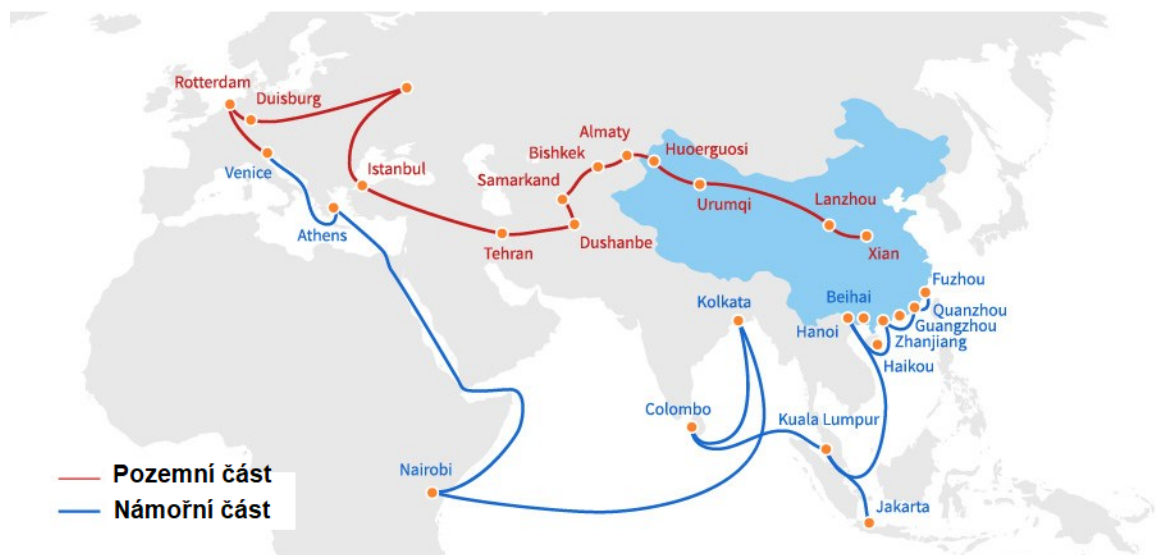 Rotterdam
Duisburg
Venice
Istanbul
Athens
Tehran
Samarkand
Dushanbe
Bishkek
Almaty
Huoerguosi
Urumqi
Lanzhou
Xian
Fuzhou
Quanzhou
Guangzhou
Zhanjiang
Haikou
Beihai
Hanoi
Kolkata
Colombo
Kuala Lumpur
Jakarta
Nairobi
Pozemní část
Námořní část